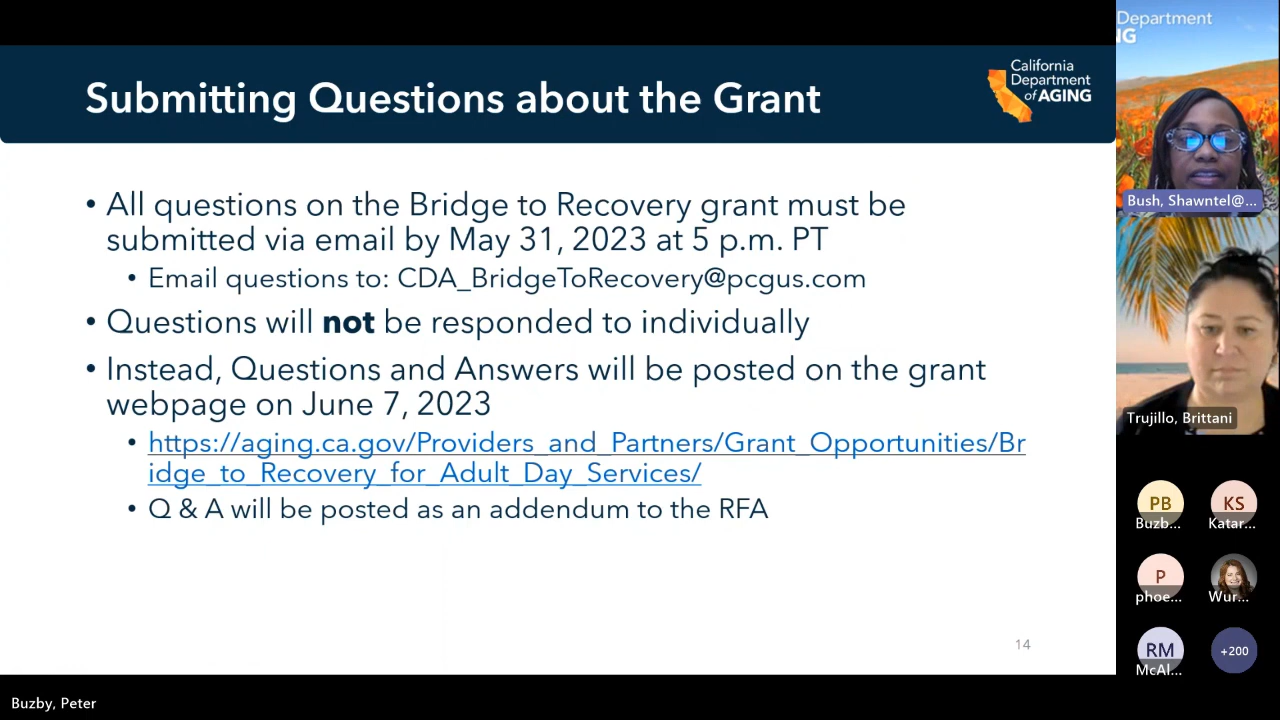 Submitting Questions about the Grant
California
Department
of AGING
• All questions on the Bridge to Recovery grant must be
submitted via email by May 31, 2023 at 5 p.m. PT
• Email questions to: CDA_BridgeToRecovery@pcgus.com
• Questions will not be responded to individually
• Instead, Questions and Answers will be posted on the grant
webpage on June 7, 2023
• https://aging.ca.gov/Providers_and_Partners/Grant_Opportunities/Br
idge_to_Recovery_for_Adult_Day_Services/
• Q & A will be posted as an addendum to the RFA
14
Buzby, Peter
Department
NG
Bush, Shawntel@...
Trujillo, Brittani
PB
Buzb...
KS
Katar...
P
phoe...
Wur...
RM
McAl...
+200